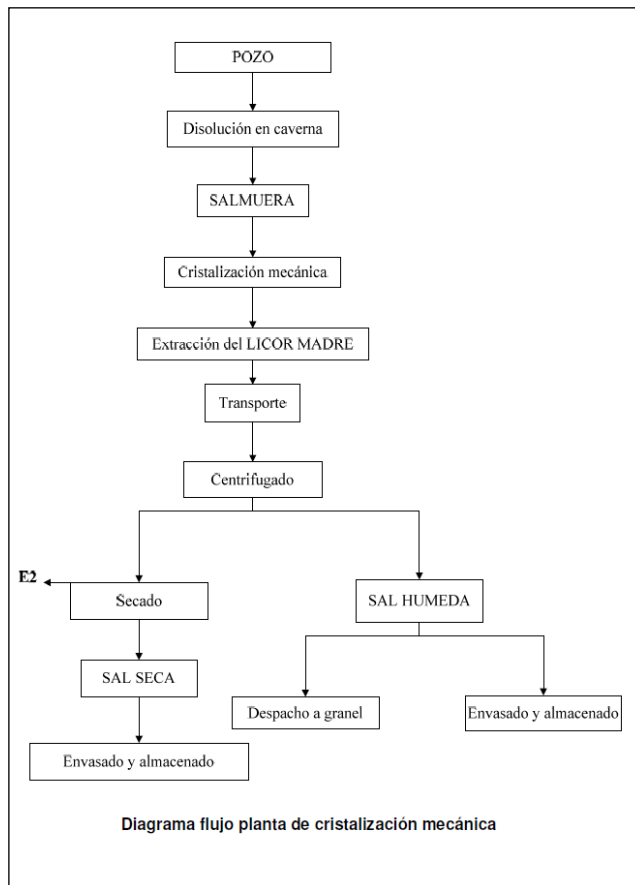 POZO
Disolución en caverna
SALMUERA
Cristalización mecánica
Extracción del LICOR MADRE
Transporte
Centrifugado
E2
Secado
SAL HUMEDA
SAL SECA
Despacho a granel
Envasado y almacenado
Envasado y almacenado
Diagrama flujo planta de cristalización mecánica